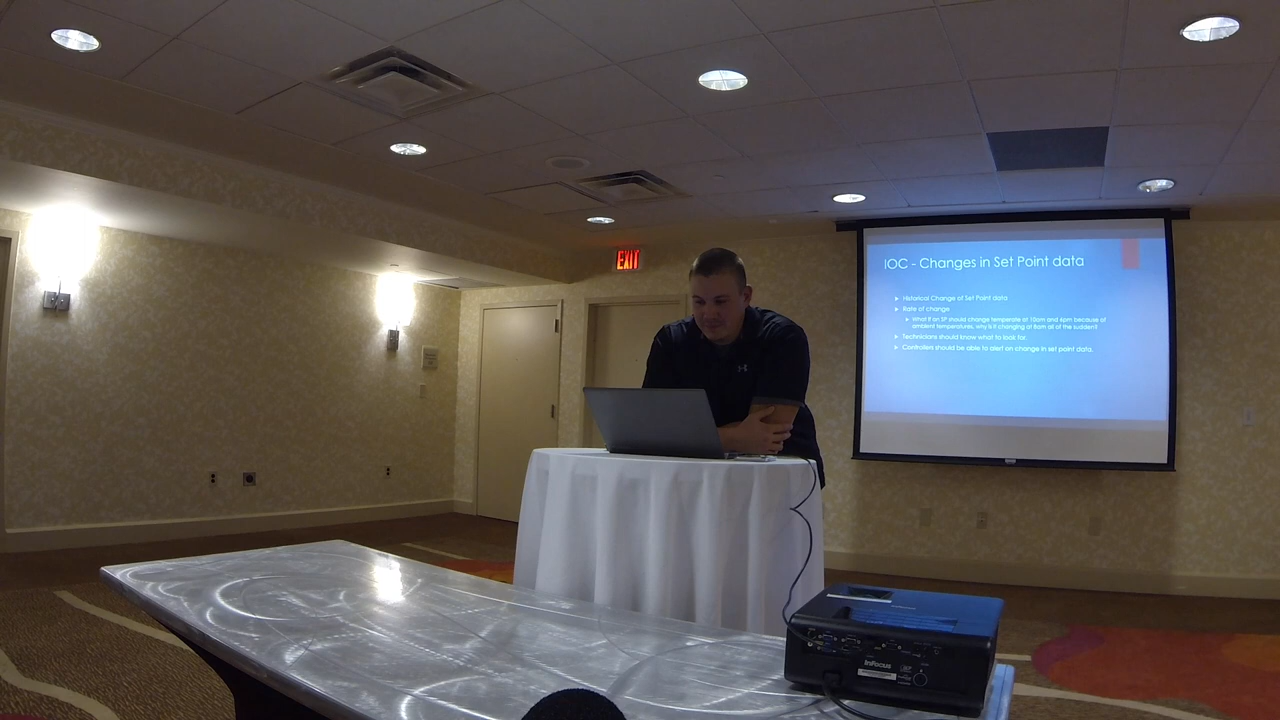 EXIT
IOC - Changes in Set Point data
Historical Change of Set Point data
Rate of change
What if an SP should change temperate at 10am and 4pm because of
ambient temperatures, why is it changing at 8am all of the sudden?
Technicians should know what to look for.
Controllers should be able to alert on change in set point data.
InFocus